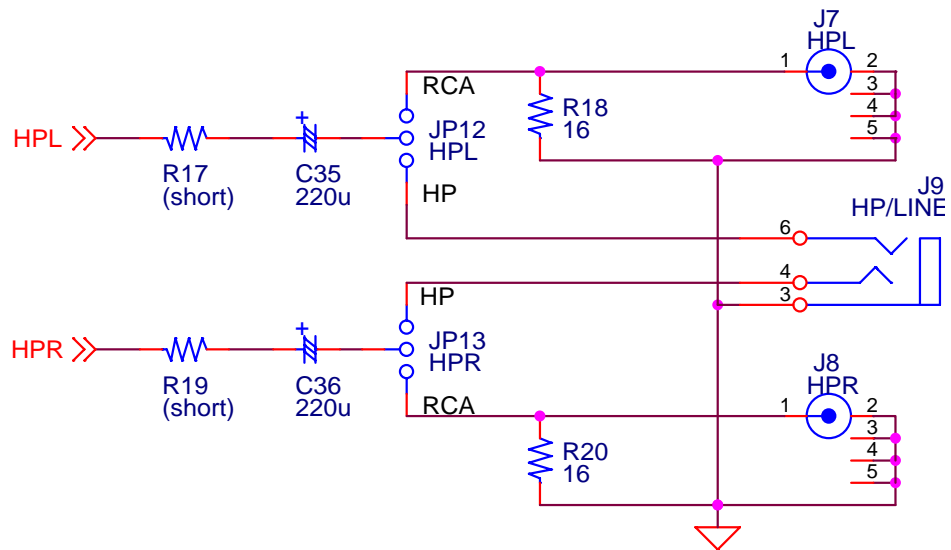 J7
HPL
1
2
3
4
5
RCA
R18
16
HPL
+
JP12
HPL
R17
(short)
C35
220u
HP
J9
HP/LINE
6
4
3
HP
HPR
+
JP13
HPR
R19
(short)
C36
220u
RCA
J8
HPR
1
2
3
4
5
R20
16